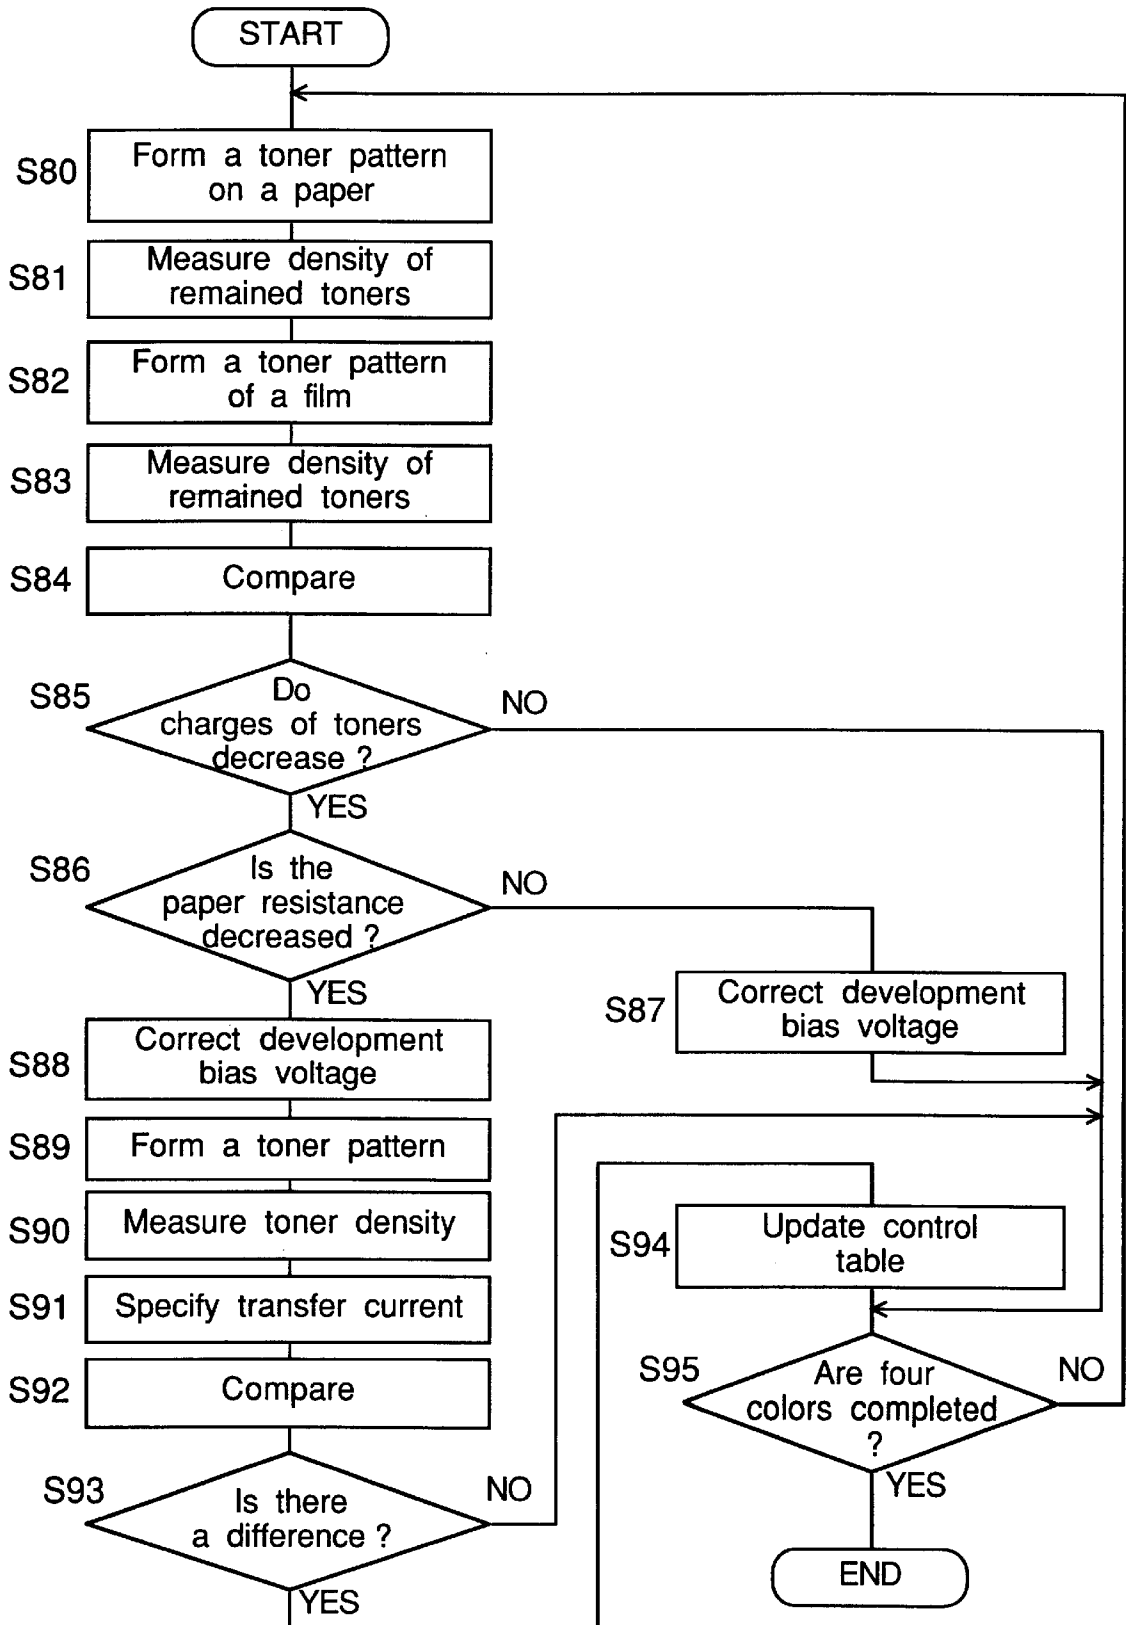 START
S80
Form a toner pattern
on a paper
S81
Measure density of
remained toners
S82
Form a toner pattern
of a film
S83
Measure density of
remained toners
S84
Compare
S85
Do
charges of toners
decrease ?
NO
YES
S86
Is the
paper resistance
decreased ?
NO
YES
S87
Correct development
bias voltage
S88
Correct development
bias voltage
S89
Form a toner pattern
S90
Measure toner density
S91
Specify transfer current
S92
Compare
S93
Is there
a difference ?
NO
YES
S94
Update control
table
S95
Are four
colors completed
?
NO
YES
END